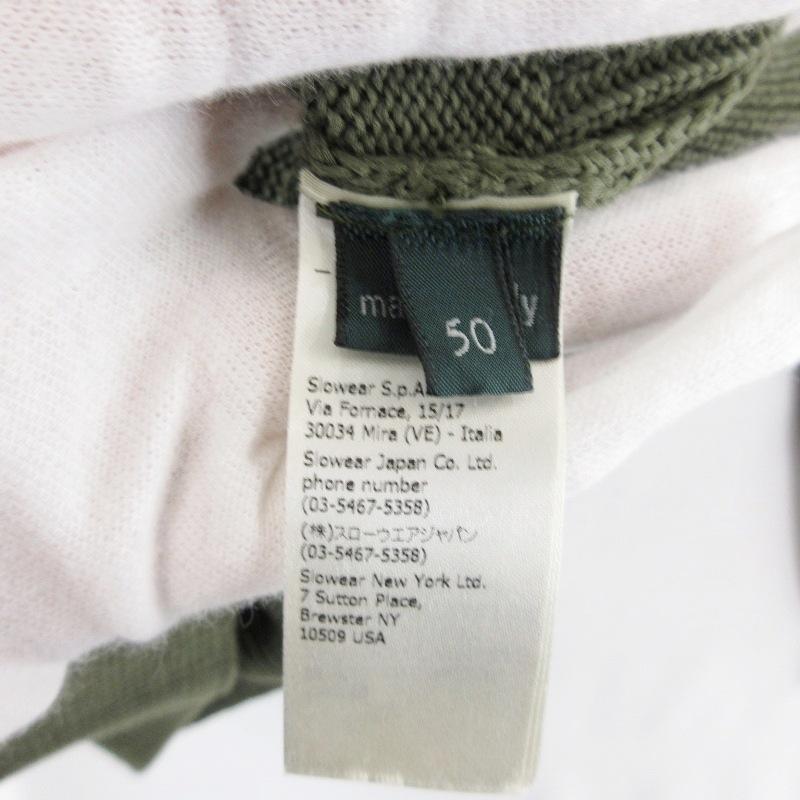 ma
ly
50
Slowear S.p.A
Via Fornace, 15/17
30034 Mira (VE) - Italia
Slowear Japan Co. Ltd.
phone number
(03-5467-5358)
(株)スローウエアジャパン
(03-5467-5358)
Slowear New York Ltd.
7 Sutton Place,
Brewster NY
10509 USA